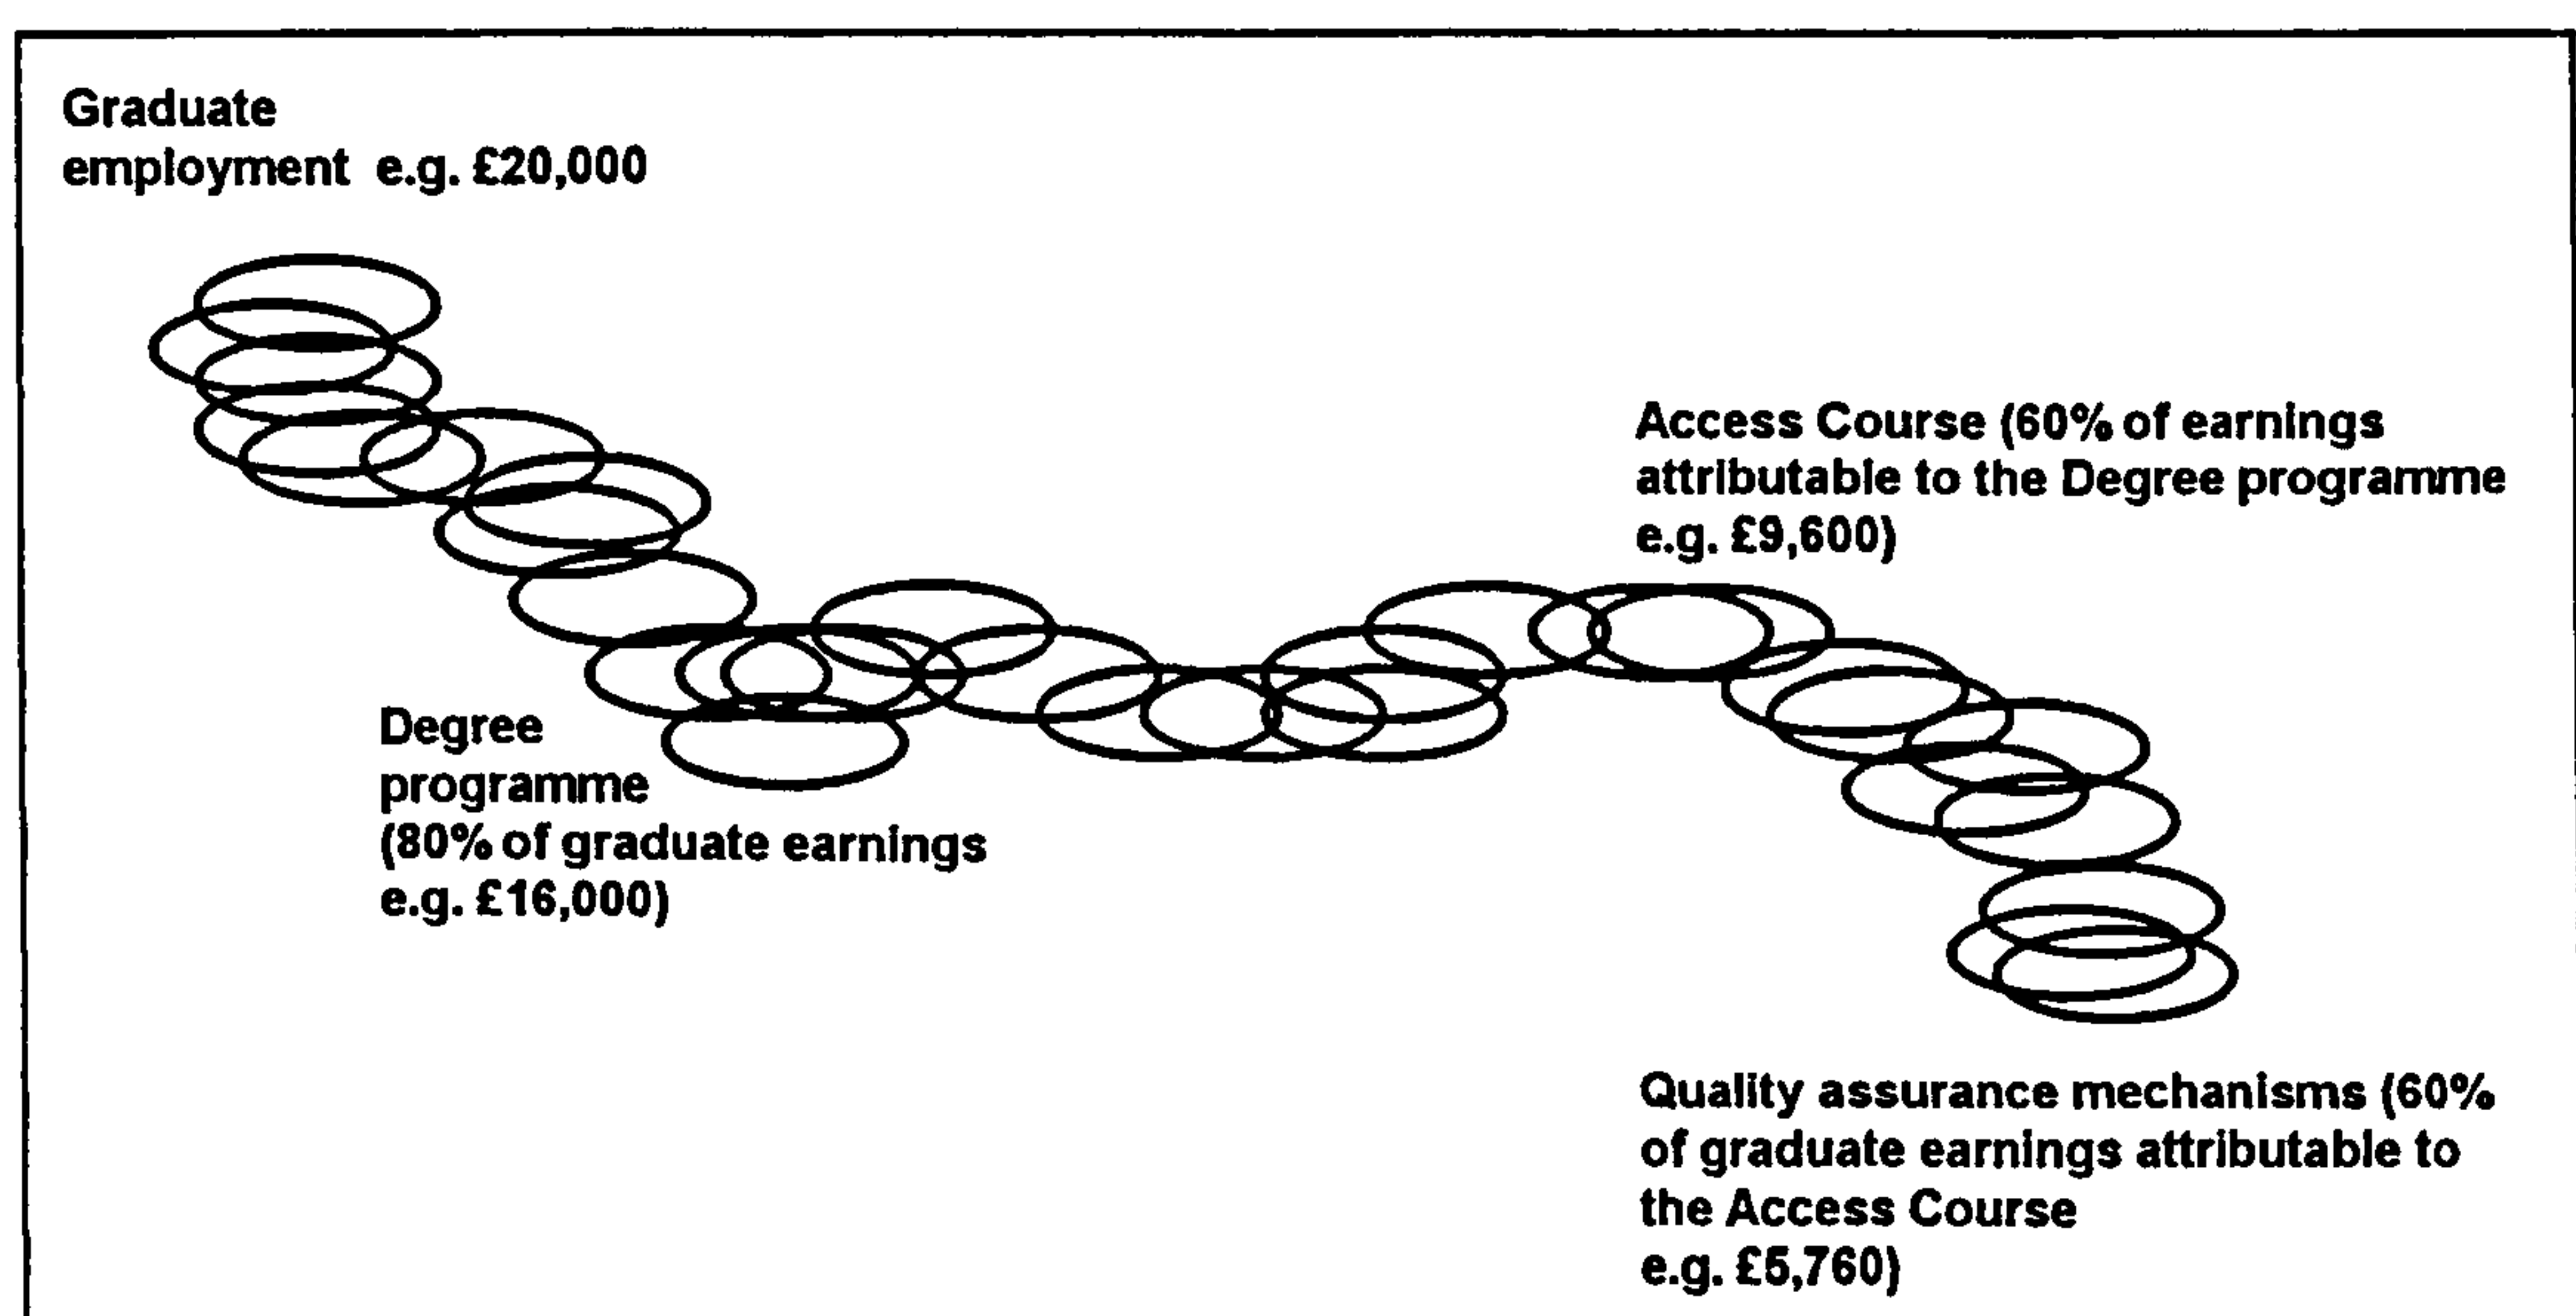 Graduate
employment e.g. £20,000
Access Course (60% of earnings
attributable to the Degree programme
e.g. £9,600)
Degree
programme
(80% of graduate earnings
e.g. £16,000)
Quality assurance mechanisms (60%
of graduate earnings attributable to
the Access Course
e.g. £5,760)